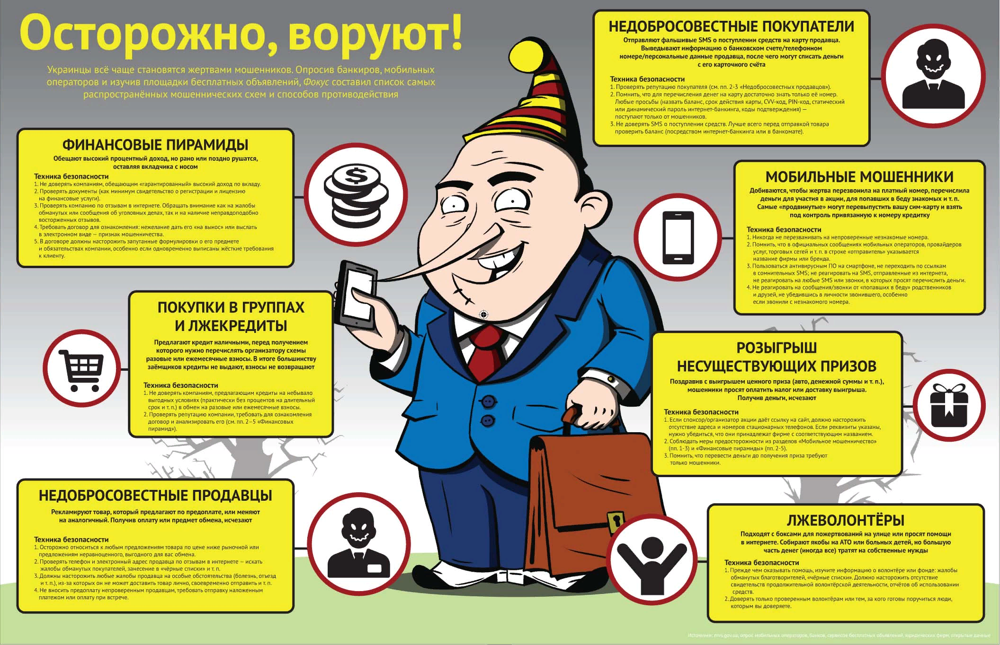 Осторожно, воруют!
Украинцы всё чаще становятся жертвами мошенников. Опросив банкиров, мобильных
операторов и изучив площадки бесплатных объявлений, Фокус составил список самых
распространённых мошеннических схем и способов противодействия
ФИНАНСОВЫЕ ПИРАМИДЫ
Обещают высокий процентный доход, но рано или поздно рушатся,
оставляя вкладчика с носом
Техника безопасности
1. Не доверять компаниям, обещающим «гарантированный» высокий доход по вкладу.
2. Проверять документы (как минимум свидетельство о регистрации и лицензию
на финансовые услуги).
3. Проверять компанию по отзывам в интернете. Обращать внимание как на жалобы
обманутых или сообщения об уголовных делах, так и на наличие неправдоподобно
восторженных отзывов.
4. Требовать договор для ознакомления: нежелание дать его «на вынос» или выслать
в электронном виде — признак мошенничества.
5. В договоре должны насторожить запутанные формулировки о его предмете
и обязательствах компании, особенно если одновременно выписаны жёсткие требования
к клиенту.
ПОКУПКИ В ГРУППАХ
И ЛЖЕКРЕДИТЫ
Предлагают кредит наличными, перед получением
которого нужно перечислять организатору схемы
разовые или ежемесячные взносы. В итоге большинству
заёмщиков кредиты не выдают, взносы не возвращают
Техника безопасности
1. Не доверять компаниям, предлагающим кредиты на небывало
выгодных условиях (практически без процентов на длительный
срок и т. п.) в обмен на разовые или ежемесячные взносы.
2. Проверять репутацию компании, требовать для ознакомления
договор и анализировать его (см. пп. 2–5 «Финансовых
пирамид»).
НЕДОБРОСОВЕСТНЫЕ ПРОДАВЦЫ
Рекламируют товар, который предлагают по предоплате, или меняют
на аналогичный. Получив оплату или предмет обмена, исчезают
Техника безопасности
1. Осторожно относиться к любым предложениям товара по цене ниже рыночной или
предложениям неравноценного, выгодного для вас обмена.
2. Проверять телефон и электронный адрес продавца по отзывам в интернете — искать
жалобы обманутых покупателей, занесение в «чёрные списки» и т. п.
3. Должны насторожить любые жалобы продавца на особые обстоятельства (болезнь, отъезд
и т. п.), из-за которых он не может доставить товар лично, своевременно отправить и т. п.
4. Не вносить предоплату непроверенным продавцам, требовать отправку наложенным
платежом или оплату при встрече.
НЕДОБРОСОВЕСТНЫЕ ПОКУПАТЕЛИ
Отправляют фальшивые SMS о поступлении средств на карту продавца.
Выведывают информацию о банковском счете/телефонном
номере/персональные данные продавца, после чего могут списать деньги
с его карточного счёта
Техника безопасности
1. Проверять репутацию покупателя (см. пп. 2-3 «Недобросовестных продавцов»).
2. Помнить, что для перечисления денег на карту достаточно знать только её номер.
Любые просьбы (назвать баланс, срок действия карты, CVV-код, PIN-код, статический
или динамический пароль интернет-банкинга, коды подтверждения) —
поступают только от мошенников.
3. Не доверять SMS о поступлении средств. Лучше всего перед отправкой товара
проверить баланс (посредством интернет-банкинга или в банкомате).
МОБИЛЬНЫЕ МОШЕННИКИ
Добиваются, чтобы жертва перезвонила на платный номер, перечислила
деньги для участия в акции, для попавших в беду знакомых и т. п.
Самые «продвинутые» могут перевыпустить вашу сим-карту и взять
под контроль привязанную к номеру кредитку
Техника безопасности
1. Никогда не перезванивать на непроверенные незнакомые номера.
2. Помнить, что в официальных сообщениях мобильных операторов, провайдеров
услуг, торговых сетей и т. п. в строке «отправитель» указывается
название фирмы или бренда.
3. Пользоваться антивирусным ПО на смартфоне, не переходить по ссылкам
в сомнительных SMS; не реагировать на SMS, отправленные из интернета,
не реагировать на любые SMS или звонки, в которых просят перечислить деньги.
4. Не реагировать на сообщения/звонки от «попавших в беду» родственников
и друзей, не убедившись в личности звонившего, особенно
если звонили с незнакомого номера.
РОЗЫГРЫШ
НЕСУЩЕСТВУЮЩИХ ПРИЗОВ
Поздравив с выигрышем ценного приза (авто, денежной суммы и т. п.),
мошенники просят оплатить налог или доставку выигрыша.
Получив деньги, исчезают
Техника безопасности
1. Если спонсор/организатор акции даёт ссылку на сайт, должно насторожить
отсутствие адреса и номеров стационарных телефонов. Если реквизиты указаны,
нужно убедиться, что они принадлежат фирме с соответствующим названием.
2. Соблюдать меры предосторожности из разделов «Мобильное мошенничество»
(пп. 1-3) и «Финансовые пирамиды» (пп. 2-5).
3. Помнить, что перевести деньги до получения приза требуют
только мошенники.
ЛЖЕВОЛОНТЁРЫ
Подходят с боксами для пожертвований на улице или просят помощи
в интернете. Собирают якобы на АТО или больных детей, но большую
часть денег (иногда все) тратят на собственные нужды
Техника безопасности
1. Прежде чем оказывать помощь, изучите информацию о волонтёре или фонде: жалобы
обманутых благотворителей, «чёрные списки». Должно насторожить отсутствие
свидетельств продолжительной волонтёрской деятельности, отчётов об использовании
средств.
2. Доверять только проверенным волонтёрам или тем, за кого готовы поручиться люди,
которым вы доверяете.
Источники: mvs.gov.ua, опрос мобильных операторов, банков, сервисов бесплатных объявлений, юридических фирм, открытые данные